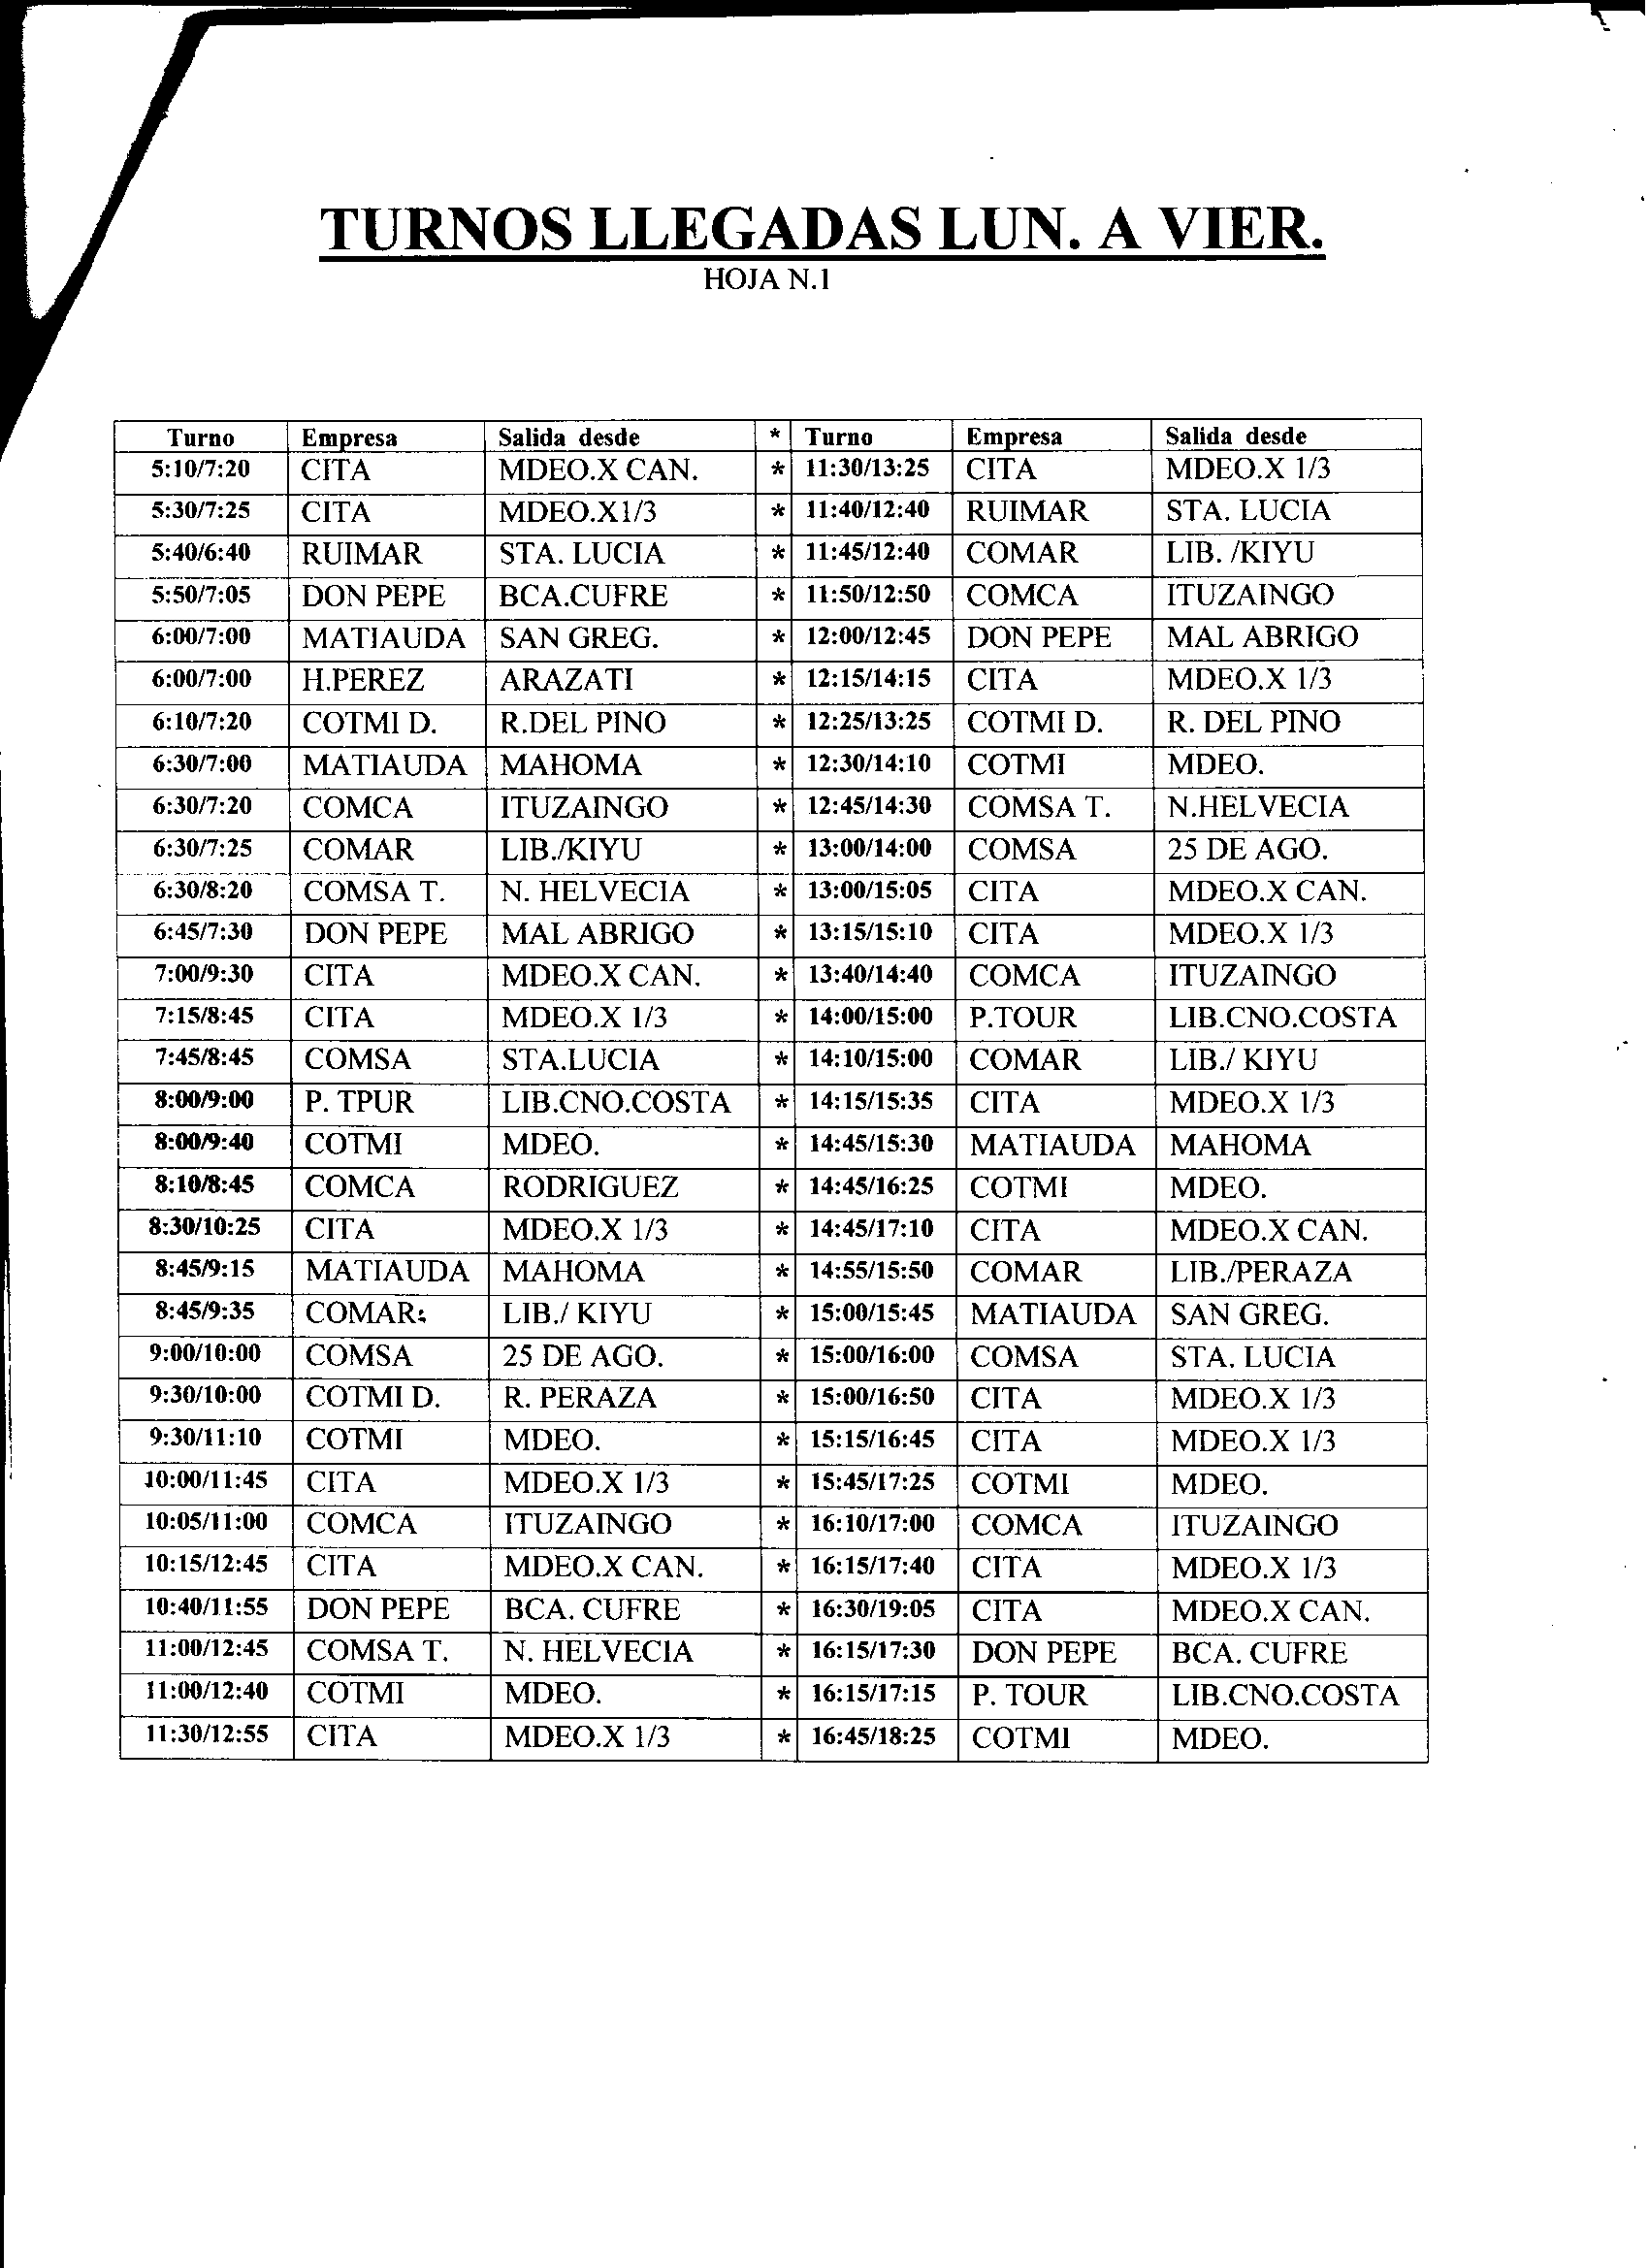 TURNOS LLEGADAS LUN. A VIER.
HOJA N.1
Turno Empresa Salida desde * Turno Empresa Salida desde
5:10/7:20 CITA MDEO.X CAN. * 11:30/13:25 CITA MDEO.X 1/3
5:30/7:25 CITA MDEO.X1/3 * 11:40/12:40 RUIMAR STA. LUCIA
5:40/6:40 RUIMAR STA. LUCIA * 11:45/12:40 COMAR LIB. /KIYU
5:50/7:05 DON PEPE BCA.CUFRE * 11:50/12:50 COMCA ITUZAINGO
6:00/7:00 MATIAUDA SAN GREG. * 12:00/12:45 DON PEPE MAL ABRIGO
6:00/7:00 H.PEREZ ARAZATI * 12:15/14:15 CITA MDEO.X 1/3
6:10/7:20 COTMI D. R.DEL PINO * 12:25/13:25 COTMI D. R. DEL PINO
6:30/7:00 MATIAUDA MAHOMA * 12:30/14:10 COTMI MDEO.
6:30/7:20 COMCA ITUZAINGO * 12:45/14:30 COMSA T. N.HELVECIA
6:30/7:25 COMAR LIB./KIYU * 13:00/14:00 COMSA 25 DE AGO.
6:30/8:20 COMSA T. N. HELVECIA * 13:00/15:05 CITA MDEO.X CAN.
6:45/7:30 DON PEPE MAL ABRIGO * 13:15/15:10 CITA MDEO.X 1/3
7:00/9:30 CITA MDEO.X CAN. * 13:40/14:40 COMCA ITUZAINGO
7:15/8:45 CITA MDEO.X 1/3 * 14:00/15:00 P.TOUR LIB.CNO.COSTA
7:45/8:45 COMSA STA.LUCIA * 14:10/15:00 COMAR LIB./ KIYU
8:00/9:00 P. TPUR LIB.CNO.COSTA * 14:15/15:35 CITA MDEO.X 1/3
8:00/9:40 COTMI MDEO. * 14:45/15:30 MATIAUDA MAHOMA
8:10/8:45 COMCA RODRIGUEZ * 14:45/16:25 COTMI MDEO.
8:30/10:25 CITA MDEO.X 1/3 * 14:45/17:10 CITA MDEO.X CAN.
8:45/9:15 MATIAUDA MAHOMA * 14:55/15:50 COMAR LIB./PERAZA
8:45/9:35 COMAR: LIB./ KIYU * 15:00/15:45 MATIAUDA SAN GREG.
9:00/10:00 COMSA 25 DE AGO. * 15:00/16:00 COMSA STA. LUCIA
9:30/10:00 COTMI D. R. PERAZA * 15:00/16:50 CITA MDEO.X 1/3
9:30/11:10 COTMI MDEO. * 15:15/16:45 CITA MDEO.X 1/3
10:00/11:45 CITA MDEO.X 1/3 * 15:45/17:25 COTMI MDEO.
10:05/11:00 COMCA ITUZAINGO * 16:10/17:00 COMCA ITUZAINGO
10:15/12:45 CITA MDEO.X CAN. * 16:15/17:40 CITA MDEO.X 1/3
10:40/11:55 DON PEPE BCA. CUFRE * 16:30/19:05 CITA MDEO.X CAN.
11:00/12:45 COMSA T. N. HELVECIA * 16:15/17:30 DON PEPE BCA. CUFRE
11:00/12:40 COTMI MDEO. * 16:15/17:15 P. TOUR LIB.CNO.COSTA
11:30/12:55 CITA MDEO.X 1/3 * 16:45/18:25 COTMI MDEO.